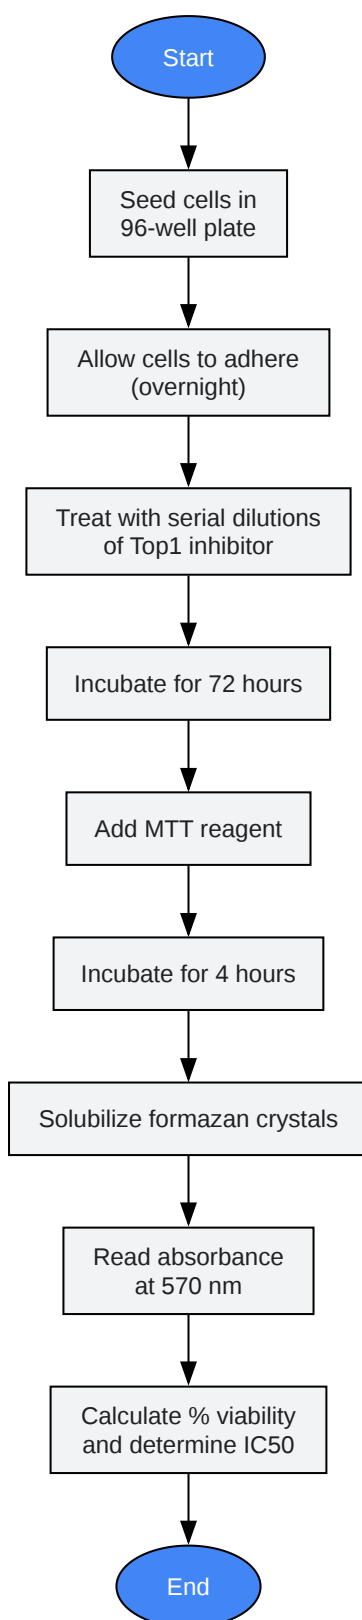 Start
Seed cells in
96-well plate
Allow cells to adhere
(overnight)
Treat with serial dilutions
of Top1 inhibitor
Incubate for 72 hours
Add MTT reagent
Incubate for 4 hours
Solubilize formazan crystals
Read absorbance
at 570 nm
Calculate % viability
and determine IC50
End